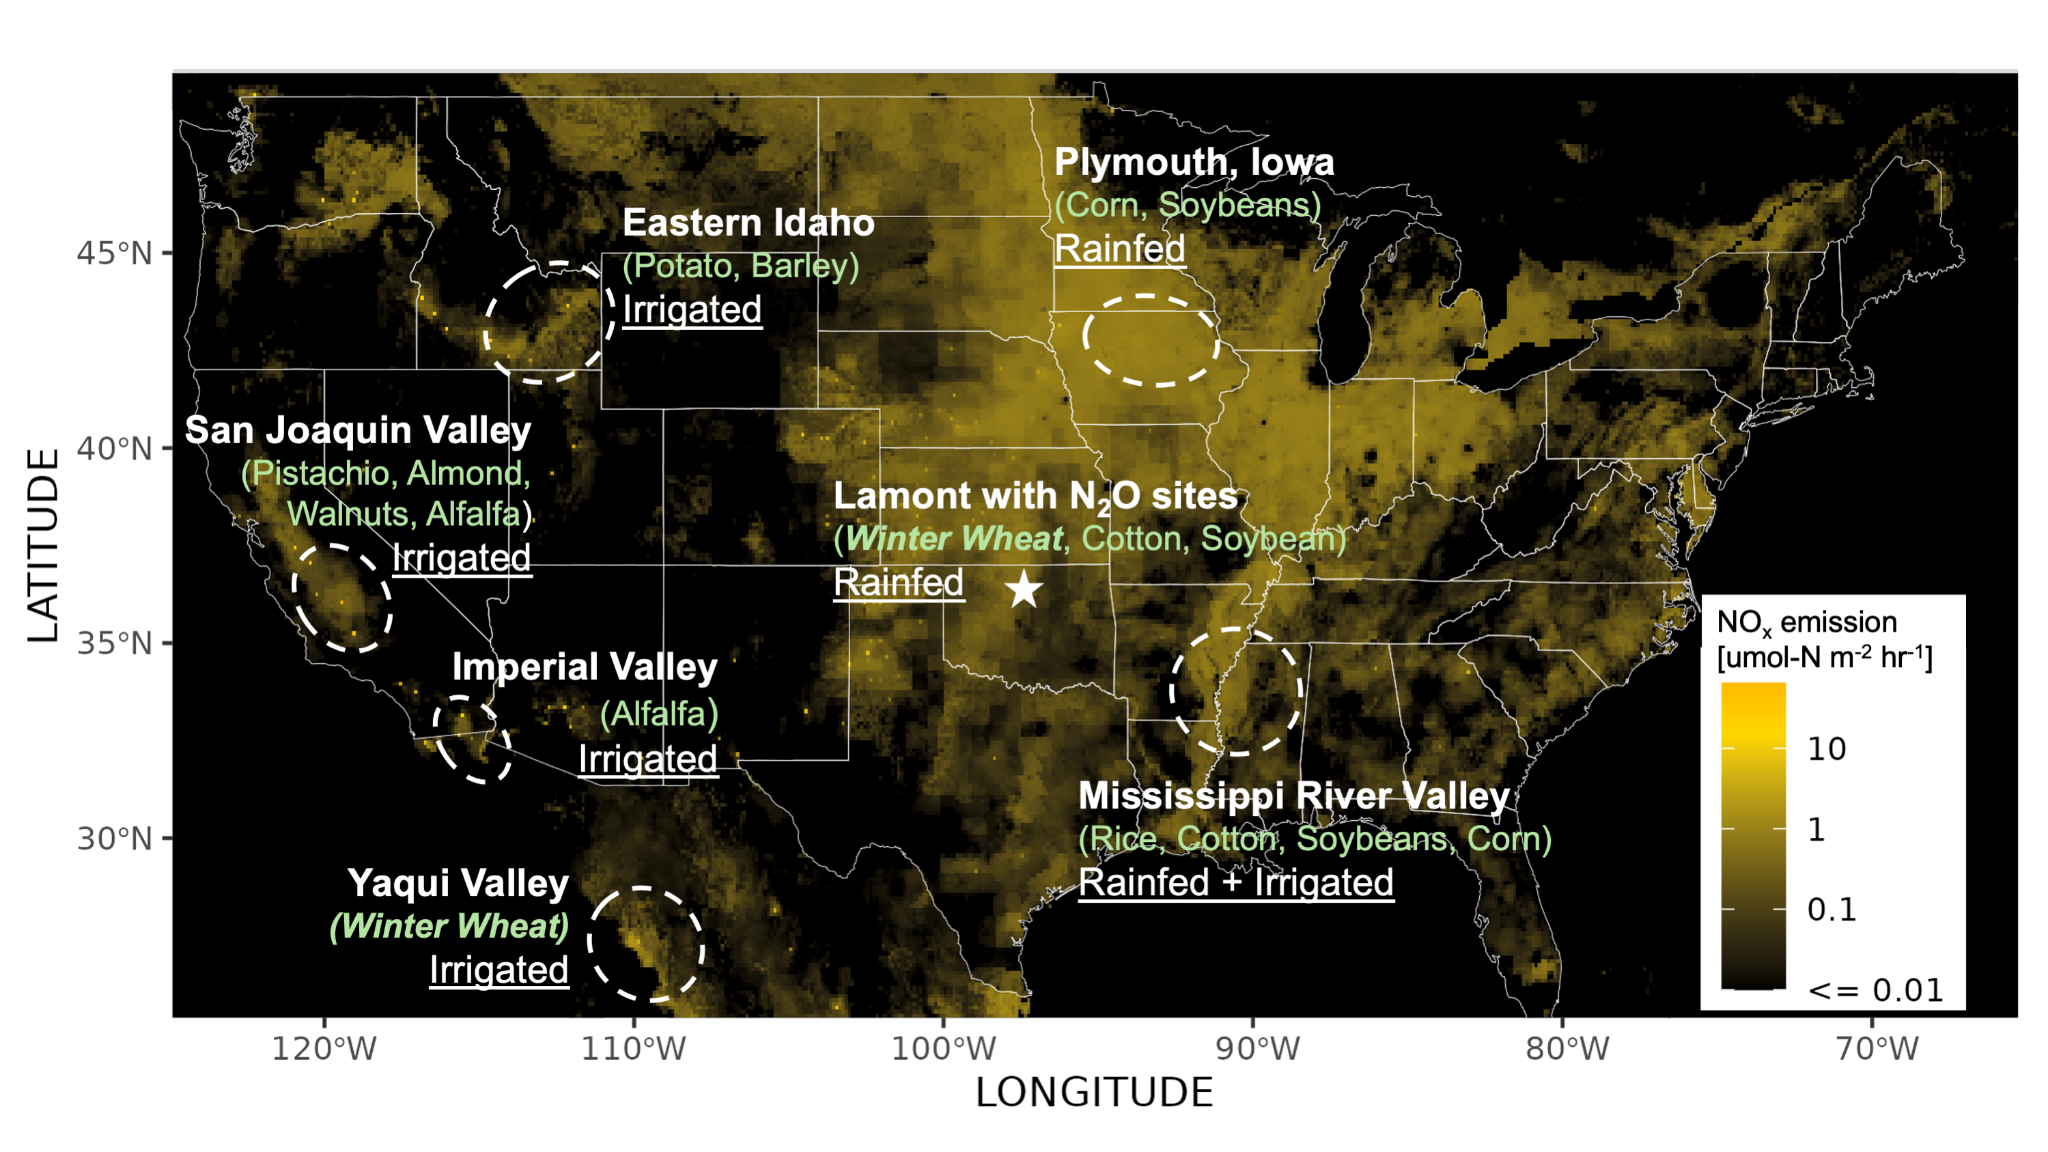 Plymouth, Iowa
(Corn, Soybeans)
Rainfed
Eastern Idaho
(Potato, Barley)
Irrigated
San Joaquin Valley
(Pistachio, Almond,
Walnuts, Alfalfa)
Irrigated
Lamont with N₂O sites
(Winter Wheat, Cotton, Soybean)
Rainfed
Imperial Valley
(Alfalfa)
Irrigated
Mississippi River Valley
(Rice, Cotton, Soybeans, Corn)
Rainfed + Irrigated
Yaqui Valley
(Winter Wheat)
Irrigated
NOₓ emission
[umol-N m⁻² hr⁻¹]
10
1
0.1
<= 0.01
LATITUDE
45°N
40°N
35°N
30°N
120°W
110°W
100°W
90°W
80°W
70°W
LONGITUDE